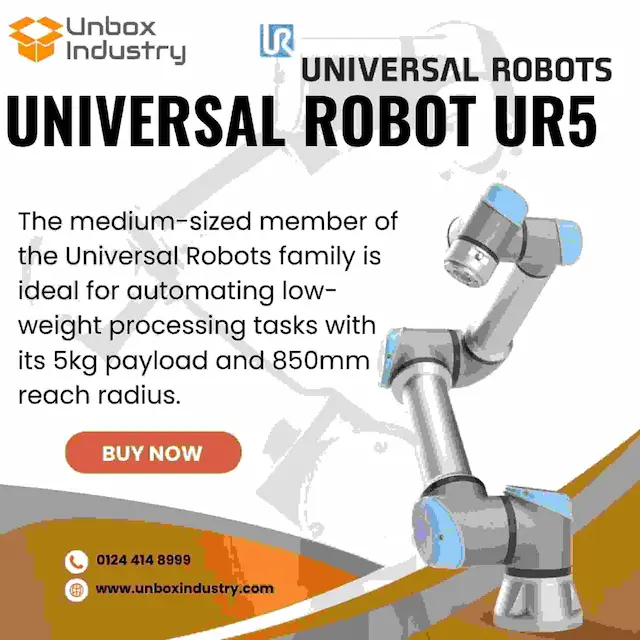 Unbox
Industry
UR
UNIVERSAL ROBOTS
UNIVERSAL ROBOT UR5
The medium-sized member of
the Universal Robots family is
ideal for automating low-
weight processing tasks with
its 5kg payload and 850mm
reach radius.
BUY NOW
0124 414 8999
www.unboxindustry.com